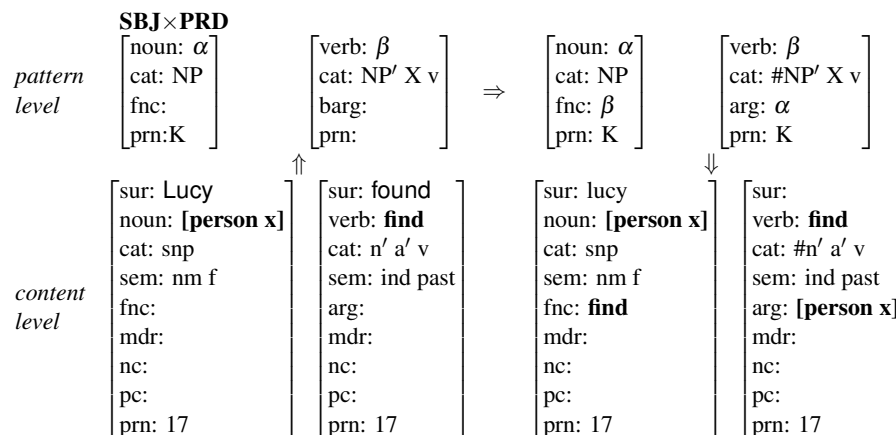 SBJ×PRD
noun: α verb: β noun: α verb: β
pattern cat: NP cat: NP′ X v ⇒ cat: NP cat: #NP′ X v
level fnc: barg: fnc: β arg: α
prn:K prn: prn: K prn: K
⇑ ⇓
sur: Lucy sur: found sur: lucy sur:
noun: [person x] verb: find noun: [person x] verb: find
cat: snp cat: n′ a′ v cat: snp cat: #n′ a′ v
sem: nm f sem: ind past sem: nm f sem: ind past
content fnc: arg: fnc: find arg: [person x]
level mdr: mdr: mdr: mdr:
nc: nc: nc: nc:
pc: pc: pc: pc:
prn: 17 prn: 17 prn: 17 prn: 17